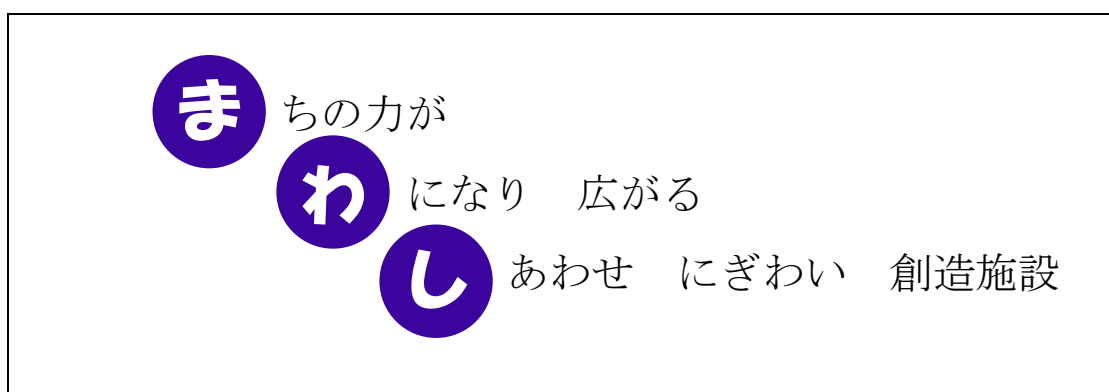 まちの力が
わになり　広がる
しあわせ　にぎわい　創造施設